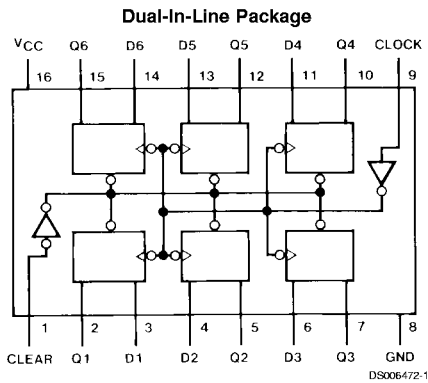 Dual-In-Line Package
VCC Q6 D6 D5 Q5 D4 Q4 CLOCK
16 15 14 13 12 11 10 9
1 2 3 4 5 6 7 8
CLEAR Q1 D1 D2 Q2 D3 Q3 GND
DS006472-1